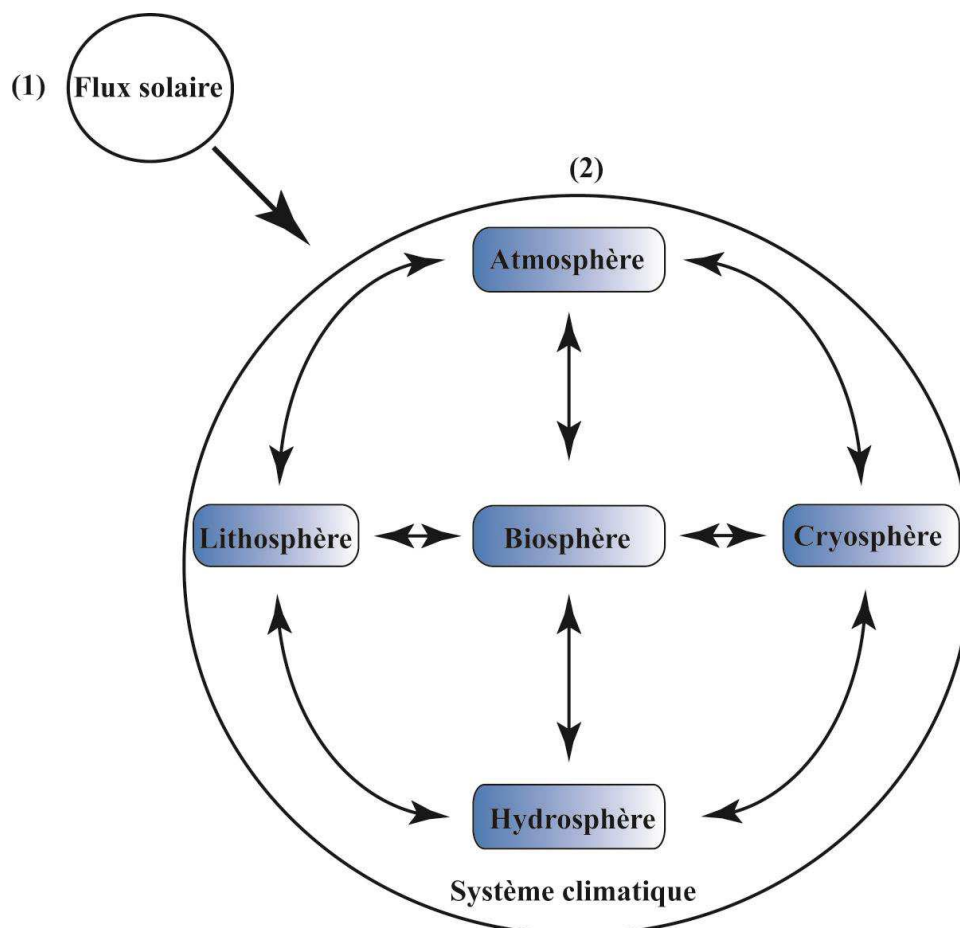 (1) Flux solaire
(2)
Atmosphère
Lithosphère
Biosphère
Cryosphère
Hydrosphère
Système climatique